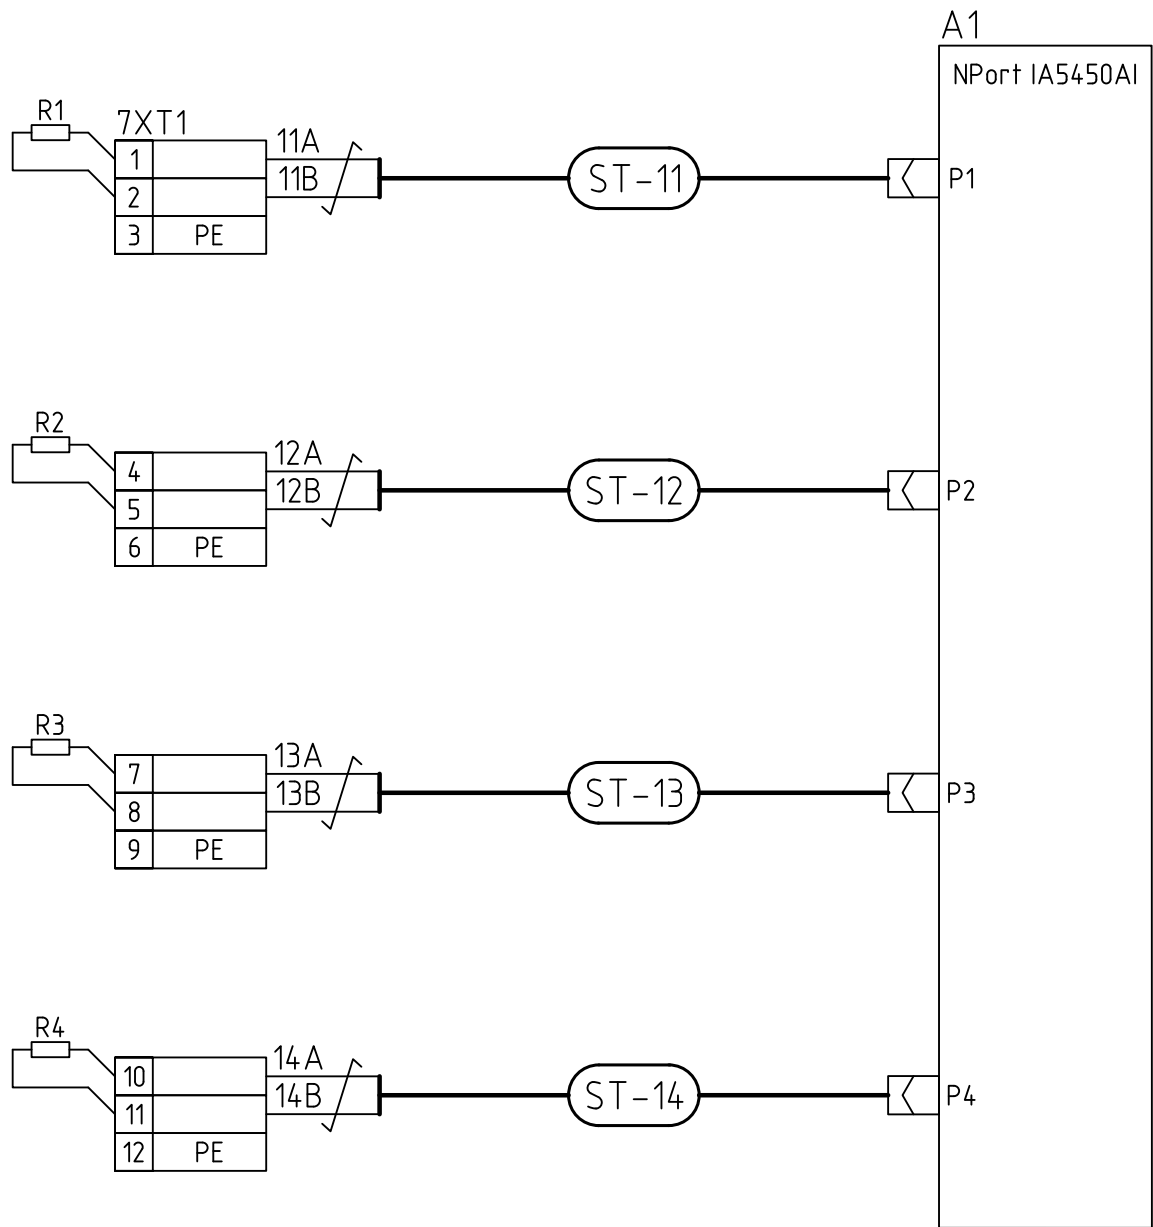 A1
NPort IA5450AI
R1
7XT1
1
2
3 PE
11A
11B
ST-11
P1
R2
4
5
6 PE
12A
12B
ST-12
P2
R3
7
8
9 PE
13A
13B
ST-13
P3
R4
10
11
12 PE
14A
14B
ST-14
P4